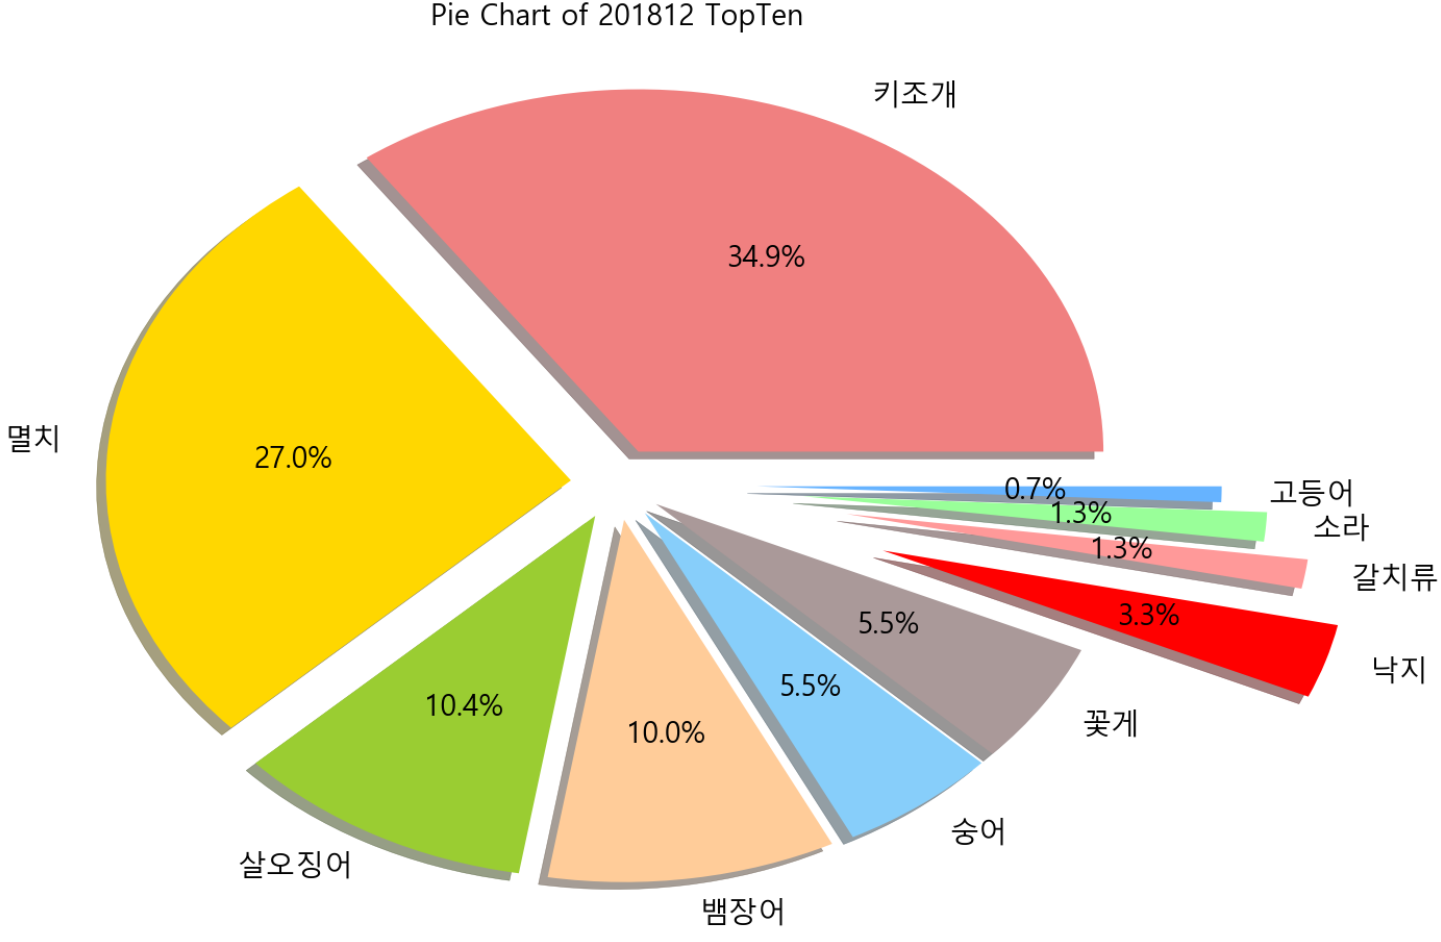 Pie Chart of 201812 TopTen
키조개
34.9%
멸치
27.0%
0.7%
고등어
1.3%
소라
1.3%
갈치류
3.3%
낙지
5.5%
꽃게
5.5%
숭어
10.4%
살오징어
10.0%
뱀장어